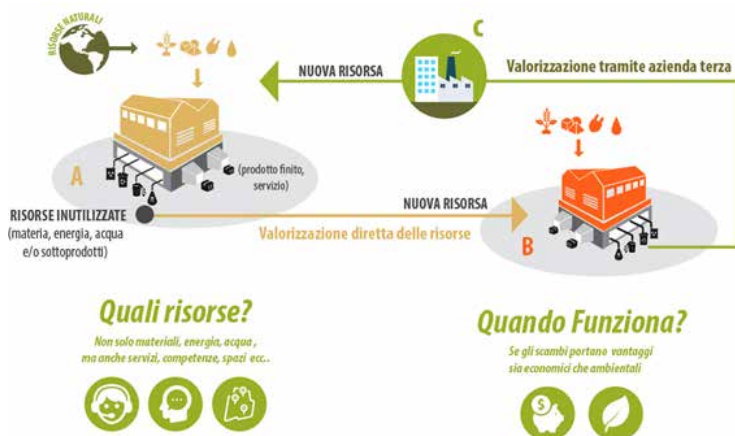 RISORSE NATURALI
C
NUOVA RISORSA
Valorizzazione tramite azienda terza
A
(prodotto finito,
servizio)
RISORSE INUTILIZZATE
(materia, energia, acqua
e/o sottoprodotti)
NUOVA RISORSA
Valorizzazione diretta delle risorse
B
Quali risorse?
Non solo materiali, energia, acqua ,
ma anche servizi, competenze, spazi ecc..
Quando Funziona?
Se gli scambi portano vantaggi
sia economici che ambientali
$